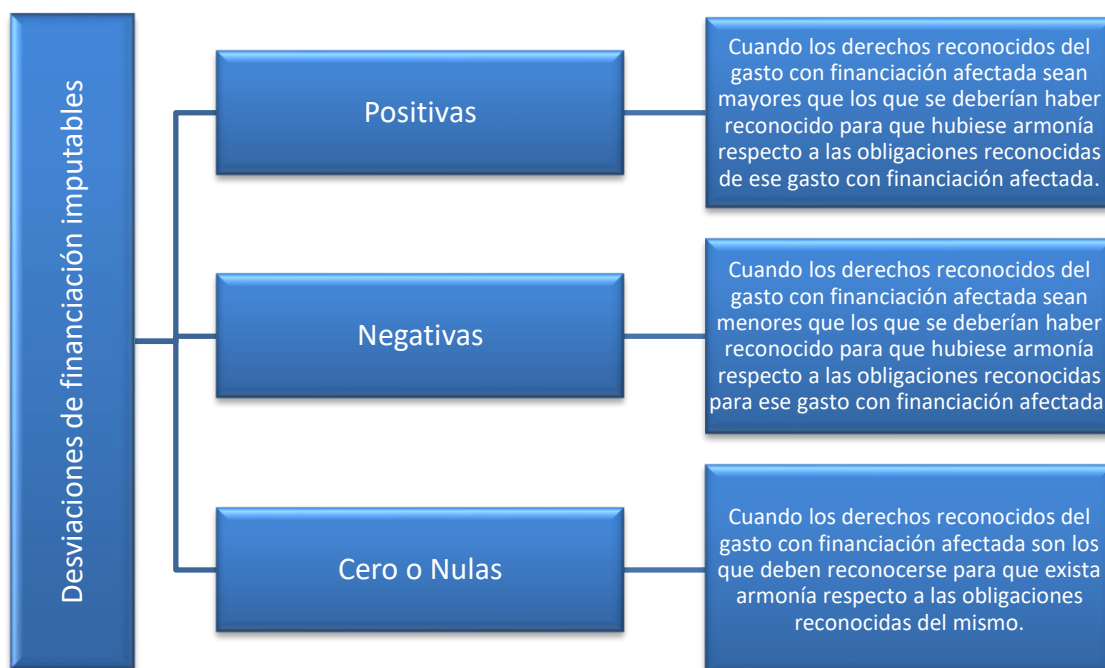 Desviaciones de financiación imputables
Positivas
Cuando los derechos reconocidos del
gasto con financiación afectada sean
mayores que los que se deberían haber
reconocido para que hubiese armonía
respecto a las obligaciones reconocidas
de ese gasto con financiación afectada.
Negativas
Cuando los derechos reconocidos del
gasto con financiación afectada sean
menores que los que se deberían haber
reconocido para que hubiese armonía
respecto a las obligaciones reconocidas
para ese gasto con financiación afectada
Cero o Nulas
Cuando los derechos reconocidos del
gasto con financiación afectada son los
que deben reconocerse para que exista
armonía respecto a las obligaciones
reconocidas del mismo.